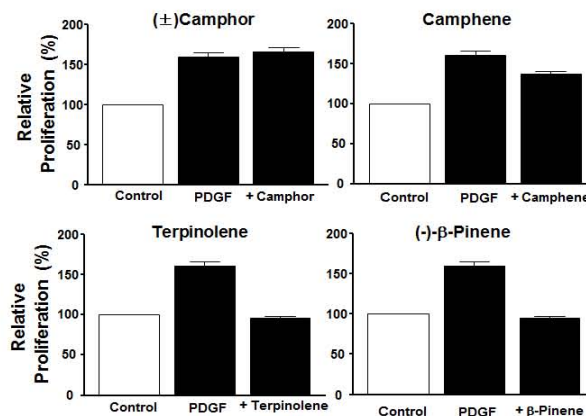 (±)Camphor
Relative
Proliferation (%)
200
150
100
50
0
Control PDGF + Camphor
Camphene
200
150
100
50
0
Control PDGF + Camphene
Terpinolene
Relative
Proliferation (%)
200
150
100
50
0
Control PDGF + Terpinolene
(-)-β-Pinene
200
150
100
50
0
Control PDGF + β-Pinene